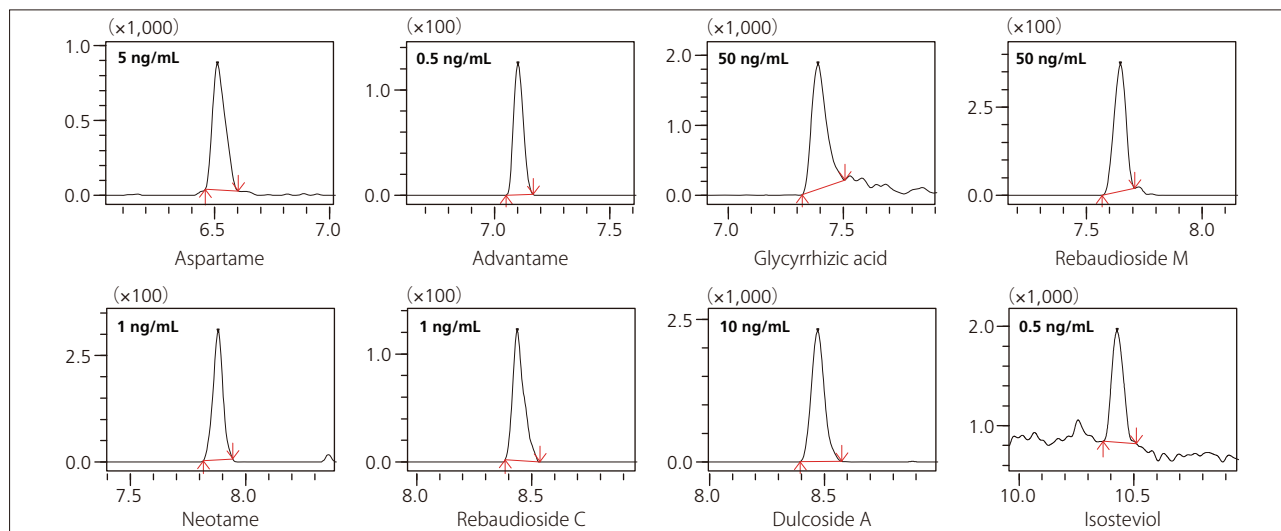 (×1,000)
5 ng/mL
1.0
0.5
0.0
6.5
7.0
Aspartame
(×100)
0.5 ng/mL
1.0
0.0
7.0
7.5
Advantame
(×1,000)
50 ng/mL
2.0
1.0
0.0
7.0
7.5
Glycyrrhizic acid
(×100)
50 ng/mL
2.5
0.0
7.5
8.0
Rebaudioside M
(×100)
1 ng/mL
2.5
0.0
7.5
8.0
Neotame
(×100)
1 ng/mL
1.0
0.0
8.0
8.5
Rebaudioside C
(×1,000)
10 ng/mL
2.5
0.0
8.0
8.5
Dulcoside A
(×1,000)
0.5 ng/mL
2.0
1.0
10.0
10.5
Isosteviol